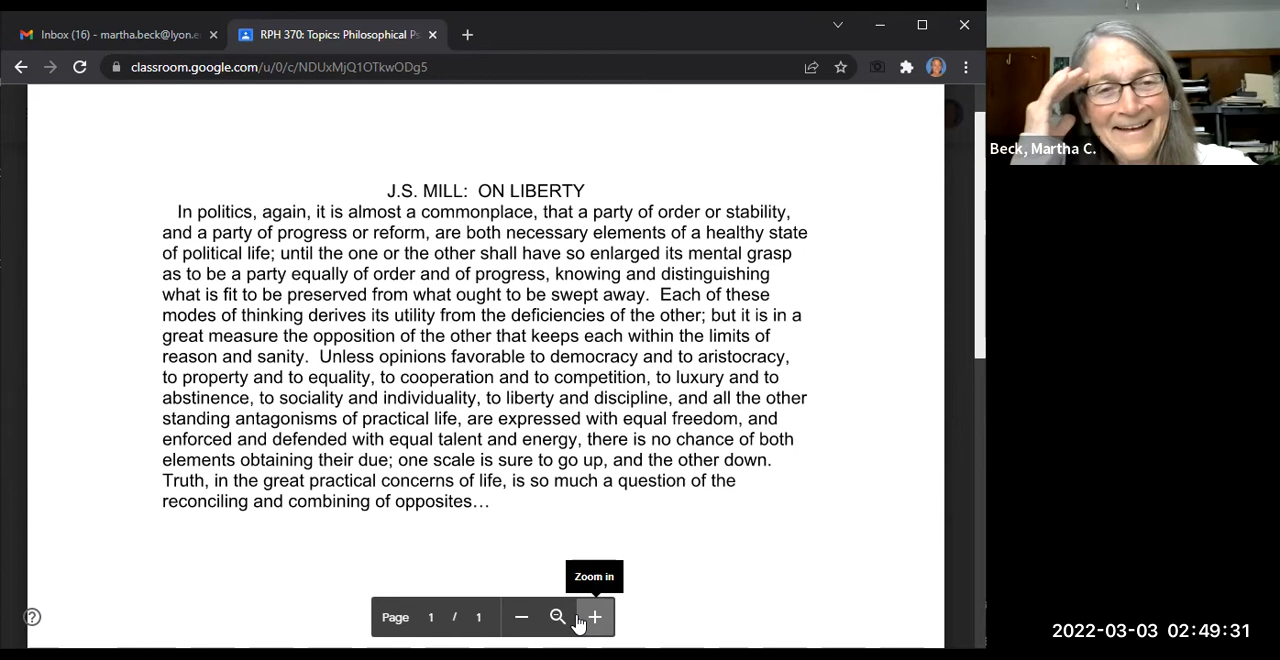 Inbox (16) - martha.beck@lyon.e
RPH 370: Topics: Philosophical Ps
classroom.google.com/u/0/c/NDUxMjQ1OTkwODg5
Beck, Martha C.
J.S. MILL: ON LIBERTY
In politics, again, it is almost a commonplace, that a party of order or stability,
and a party of progress or reform, are both necessary elements of a healthy state
of political life; until the one or the other shall have so enlarged its mental grasp
as to be a party equally of order and of progress, knowing and distinguishing
what is fit to be preserved from what ought to be swept away. Each of these
modes of thinking derives its utility from the deficiencies of the other; but it is in a
great measure the opposition of the other that keeps each within the limits of
reason and sanity. Unless opinions favorable to democracy and to aristocracy,
to property and to equality, to cooperation and to competition, to luxury and to
abstinence, to sociality and individuality, to liberty and discipline, and all the other
standing antagonisms of practical life, are expressed with equal freedom, and
enforced and defended with equal talent and energy, there is no chance of both
elements obtaining their due; one scale is sure to go up, and the other down.
Truth, in the great practical concerns of life, is so much a question of the
reconciling and combining of opposites…
Zoom in
Page 1 / 1
2022-03-03 02:49:31